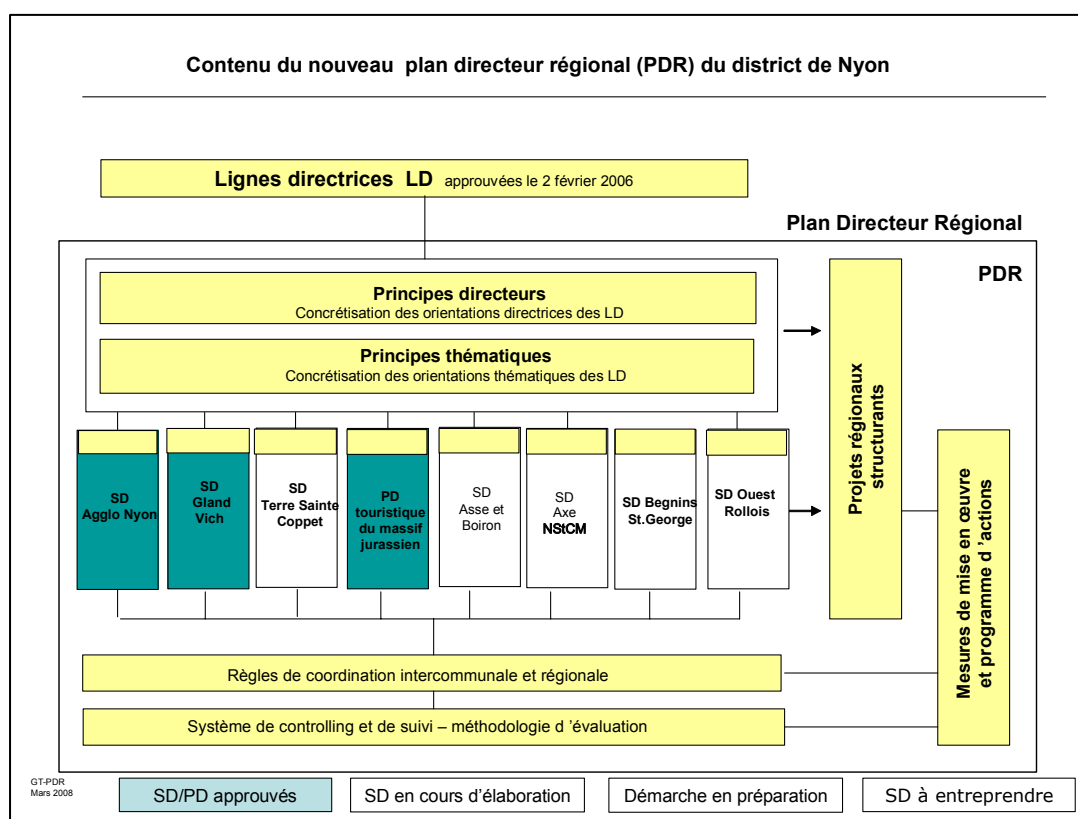 Contenu du nouveau plan directeur régional (PDR) du district de Nyon
Lignes directrices LD approuvées le 2 février 2006
Plan Directeur Régional
PDR
Principes directeurs
Concrétisation des orientations directrices des LD
Principes thématiques
Concrétisation des orientations thématiques des LD
SD
Agglo Nyon
SD
Gland
Vich
SD
Terre Sainte
Coppet
PD
touristique
du massif
jurassien
SD
Asse et
Boiron
SD
Axe
NStCM
SD Begnins
St.George
SD Ouest
Rollois
Projets régionaux
structurants
Mesures de mise en œuvre
et programme d 'actions
Règles de coordination intercommunale et régionale
Système de controlling et de suivi – méthodologie d 'évaluation
GT-PDR
Mars 2008
SD/PD approuvés
SD en cours d'élaboration
Démarche en préparation
SD à entreprendre